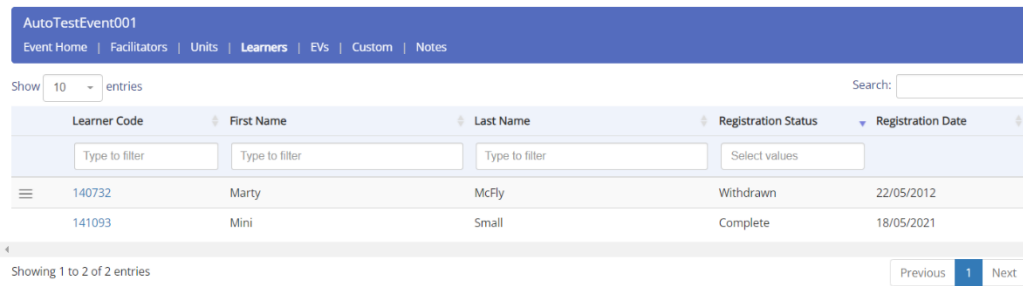 AutoTestEvent001
Event Home | Facilitators | Units | Learners | EVs | Custom | Notes
Show 10 entries Search:
Learner Code First Name Last Name Registration Status Registration Date
Type to filter Type to filter Type to filter Select values
140732 Marty McFly Withdrawn 22/05/2012
141093 Mini Small Complete 18/05/2021
Showing 1 to 2 of 2 entries Previous 1 Next